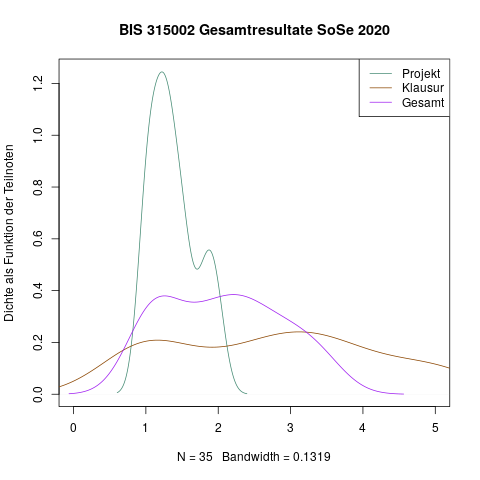 BIS 315002 Gesamtresultate SoSe 2020
Dichte als Funktion der Teilnoten
1.2
1.0
0.8
0.6
0.4
0.2
0.0
Projekt
Klausur
Gesamt
0 1 2 3 4 5
N = 35 Bandwidth = 0.1319